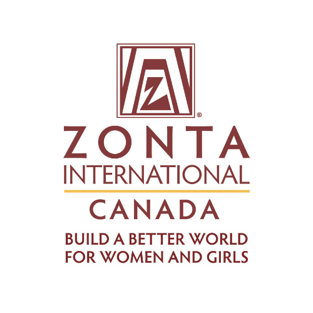 Z
®
ZONTA
INTERNATIONAL
CANADA
BUILD A BETTER WORLD
FOR WOMEN AND GIRLS